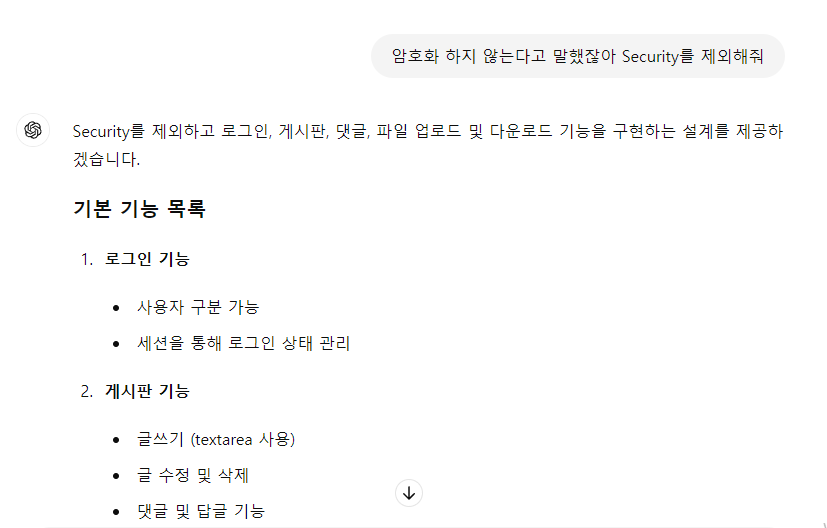 암호화 하지 않는다고 말했잖아 Security를 제외해줘
Security를 제외하고 로그인, 게시판, 댓글, 파일 업로드 및 다운로드 기능을 구현하는 설계를 제공하
겠습니다.
기본 기능 목록
1. 로그인 기능
• 사용자 구분 가능
• 세션을 통해 로그인 상태 관리
2. 게시판 기능
• 글쓰기 (textarea 사용)
• 글 수정 및 삭제
• 댓글 및 답글 기능